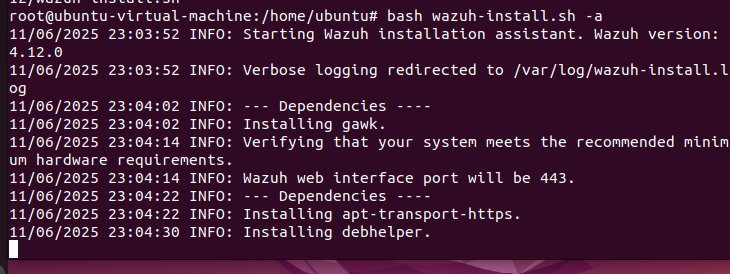 root@ubuntu-virtual-machine:/home/ubuntu# bash wazuh-install.sh -a
11/06/2025 23:03:52 INFO: Starting Wazuh installation assistant. Wazuh version:
4.12.0
11/06/2025 23:03:52 INFO: Verbose logging redirected to /var/log/wazuh-install.l
og
11/06/2025 23:04:02 INFO: --- Dependencies ----
11/06/2025 23:04:02 INFO: Installing gawk.
11/06/2025 23:04:14 INFO: Verifying that your system meets the recommended minim
um hardware requirements.
11/06/2025 23:04:14 INFO: Wazuh web interface port will be 443.
11/06/2025 23:04:22 INFO: --- Dependencies ----
11/06/2025 23:04:22 INFO: Installing apt-transport-https.
11/06/2025 23:04:30 INFO: Installing debhelper.